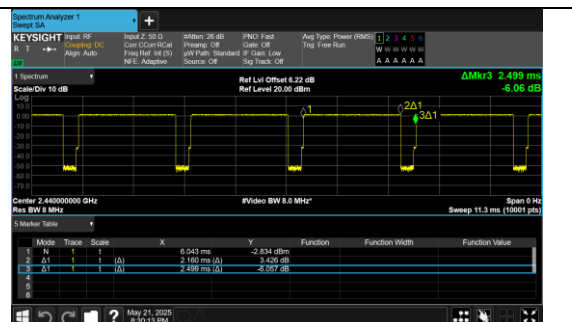 Spectrum Analyzer 1
Swept SA
+
KEYSIGHT Input: RF Input Z: 50 Ω #Atten: 26 dB PNO: Fast Avg Type: Power (RMS) 1 2 3 4 5 6
R T Coupling: DC Corr CCorr RCal Preamp: Off Gate: Off Trig: Free Run W W W W W W
Align: Auto Freq Ref: Int (S) µW Path: Standard IF Gain: Low
NFE: Adaptive Source: Off Sig Track: Off A A A A A A
1 Spectrum Ref Lvl Offset 6.22 dB ΔMkr3 2.499 ms
Scale/Div 10 dB Ref Level 20.00 dBm -6.06 dB
Log
10.0
0.00
-10.0
-20.0
-30.0
-40.0
-50.0
-60.0
-70.0
1
2Δ1
3Δ1
Center 2.440000000 GHz #Video BW 8.0 MHz* Span 0 Hz
Res BW 8 MHz Sweep 11.3 ms (10001 pts)
5 Marker Table
Mode Trace Scale X Y Function Function Width Function Value
1 N 1 t 6.043 ms -2.834 dBm
2 Δ1 1 t (Δ) 2.160 ms (Δ) 3.426 dB
3 Δ1 1 t (Δ) 2.499 ms (Δ) -6.057 dB
4
5
6
? May 21, 2025
8:30:13 PM